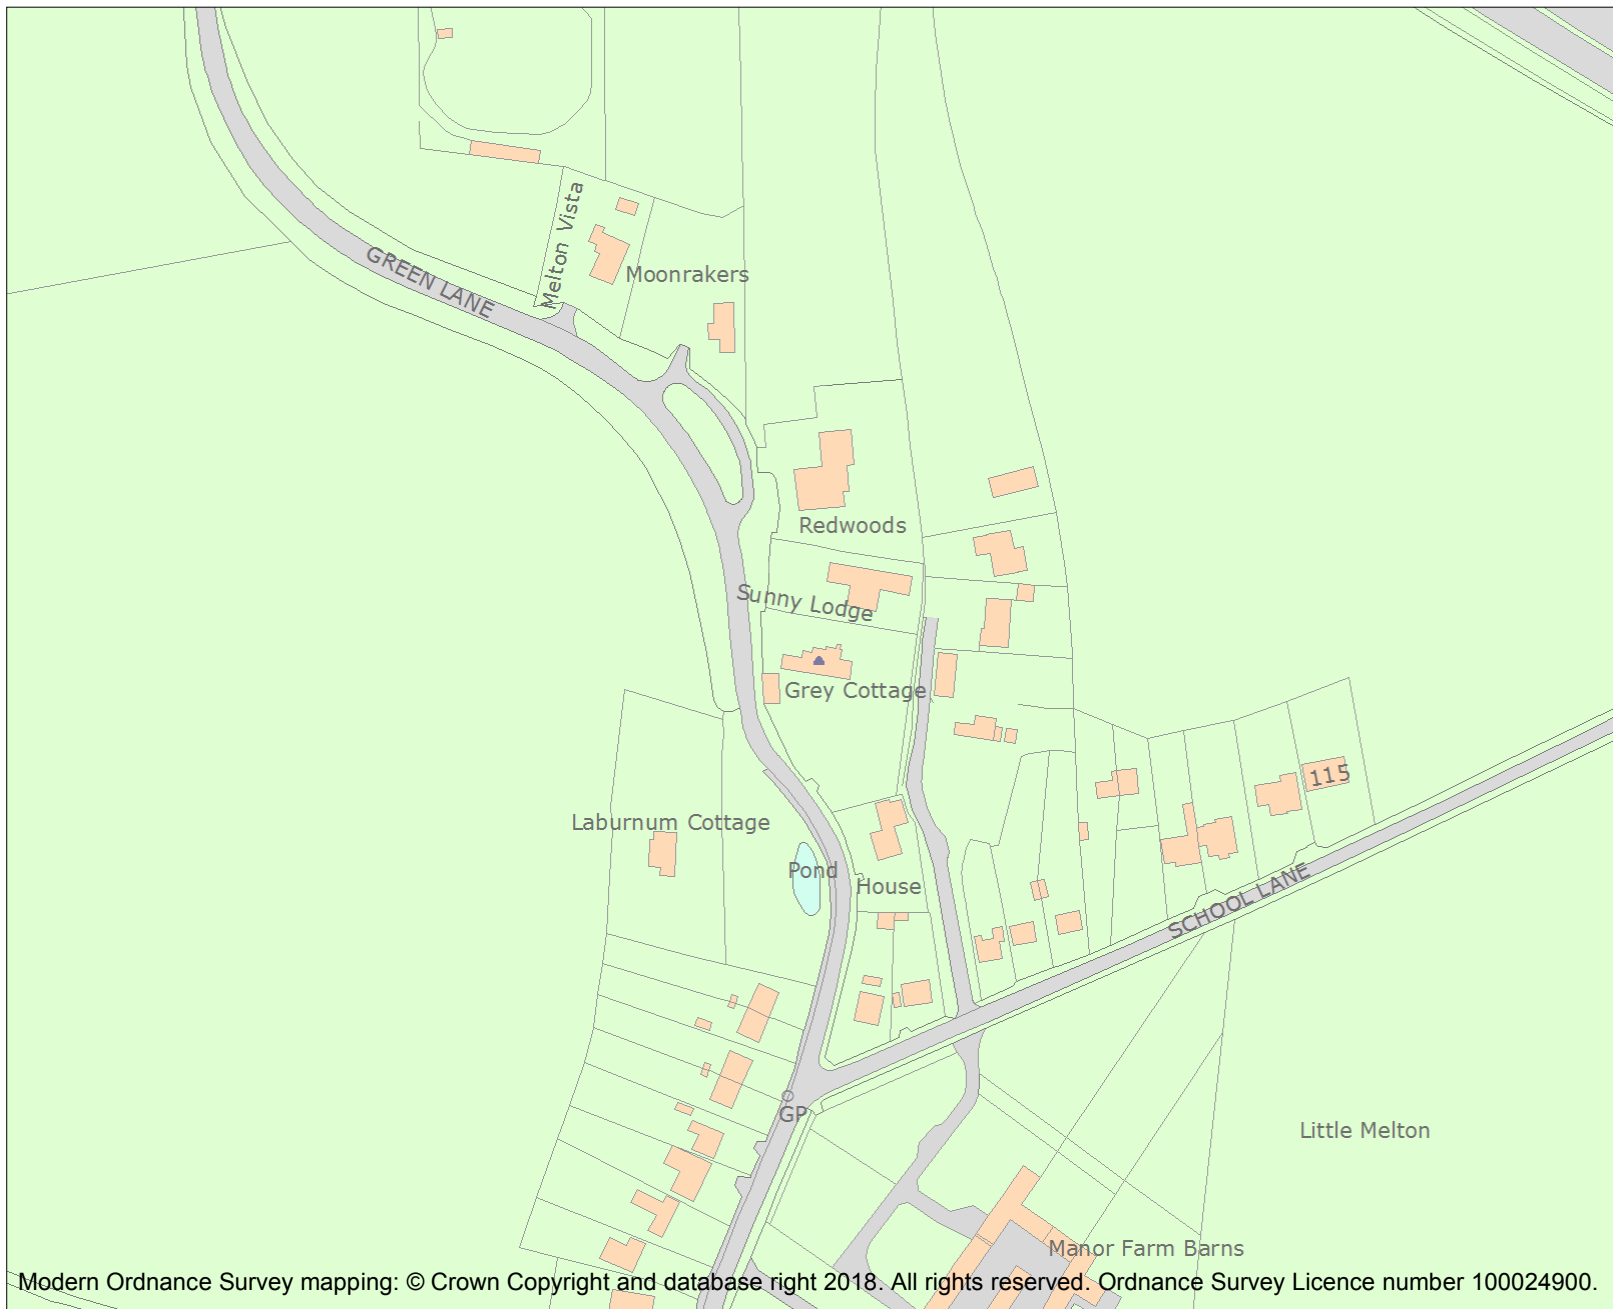 Melton Vista
GREEN LANE
Moonrakers
Redwoods
Sunny Lodge
Grey Cottage
115
Laburnum Cottage
Pond
House
SCHOOL LANE
GP
Little Melton
Manor Farm Barns
Modern Ordnance Survey mapping: © Crown Copyright and database right 2018. All rights reserved. Ordnance Survey Licence number 100024900.